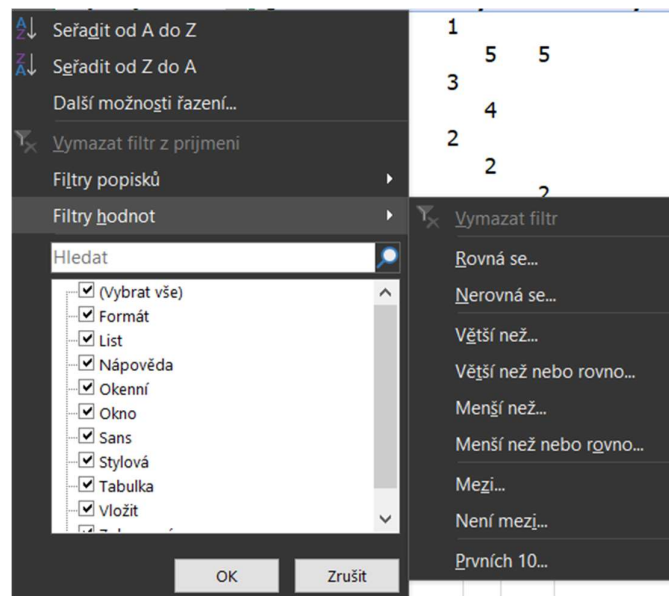 Seřadit od A do Z
Seřadit od Z do A
Další možnosti řazení...
Vymazat filtr z prijmeni
Filtry popisků
Filtry hodnot
Hledat
(Vybrat vše)
Formát
List
Nápověda
Okenní
Okno
Sans
Stylová
Tabulka
Vložit
OK
Zrušit
1
5 5
3
4
2
2
2
Vymazat filtr
Rovná se...
Nerovná se...
Větší než...
Větší než nebo rovno...
Menší než...
Menší než nebo rovno...
Mezi...
Není mezi...
Prvních 10...